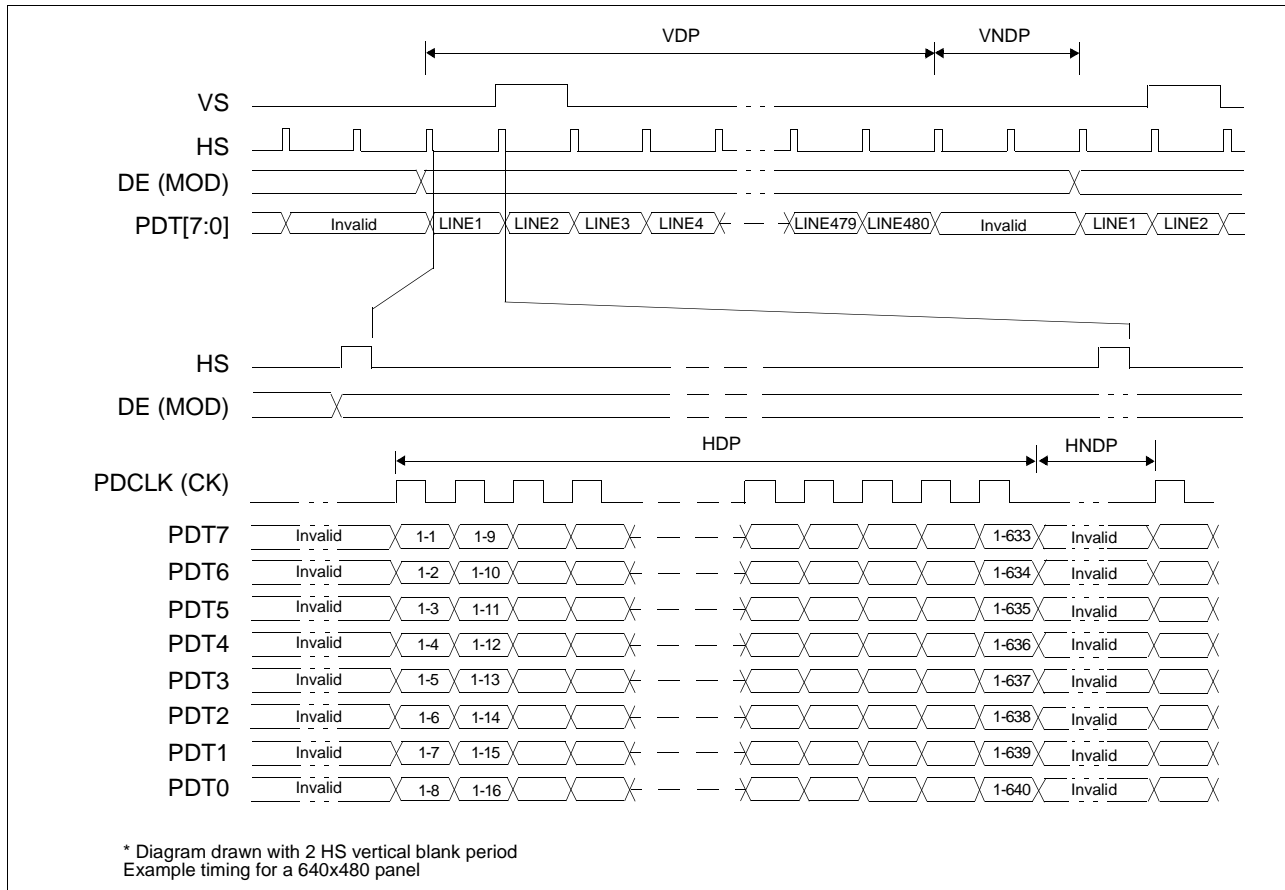 VDP VNDP
VS
HS
DE (MOD)
PDT[7:0] Invalid LINE1 LINE2 LINE3 LINE4 LINE479 LINE480 Invalid LINE1 LINE2
HS
DE (MOD)
HDP HNDP
PDCLK (CK)
PDT7 Invalid 1-1 1-9 1-633 Invalid
PDT6 Invalid 1-2 1-10 1-634 Invalid
PDT5 Invalid 1-3 1-11 1-635 Invalid
PDT4 Invalid 1-4 1-12 1-636 Invalid
PDT3 Invalid 1-5 1-13 1-637 Invalid
PDT2 Invalid 1-6 1-14 1-638 Invalid
PDT1 Invalid 1-7 1-15 1-639 Invalid
PDT0 Invalid 1-8 1-16 1-640 Invalid
* Diagram drawn with 2 HS vertical blank period
Example timing for a 640x480 panel